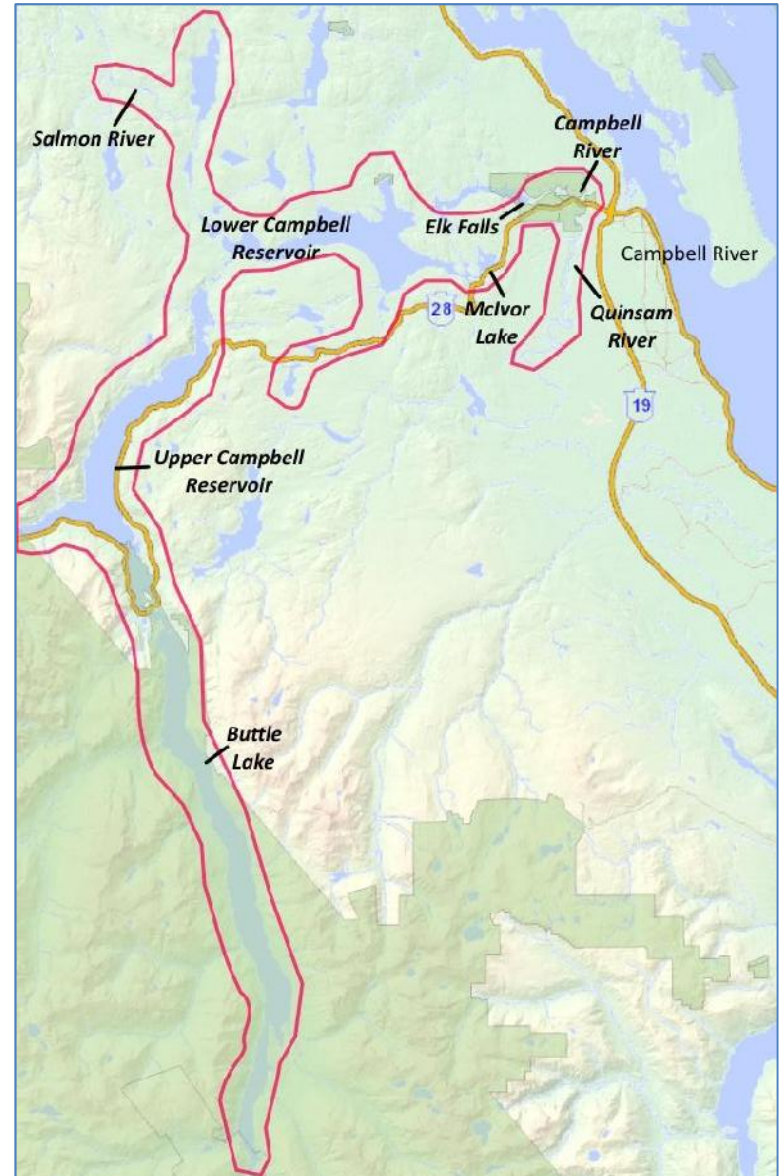 Salmon River
Campbell
River
Lower Campbell
Reservoir
Elk Falls
Campbell River
28
McIvor
Lake
Quinsam
River
19
Upper Campbell
Reservoir
Buttle
Lake